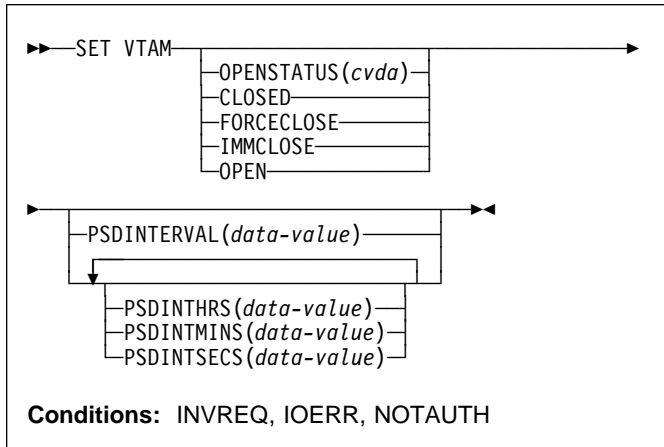 SET VTAM
OPENSTATUS(cvda)
CLOSED
FORCECLOSE
IMMCLOSE
OPEN
PSDINTERVAL(data-value)
PSDINTHRS(data-value)
PSDINTMINS(data-value)
PSDINTSECS(data-value)
Conditions: INVREQ, IOERR, NOTAUTH